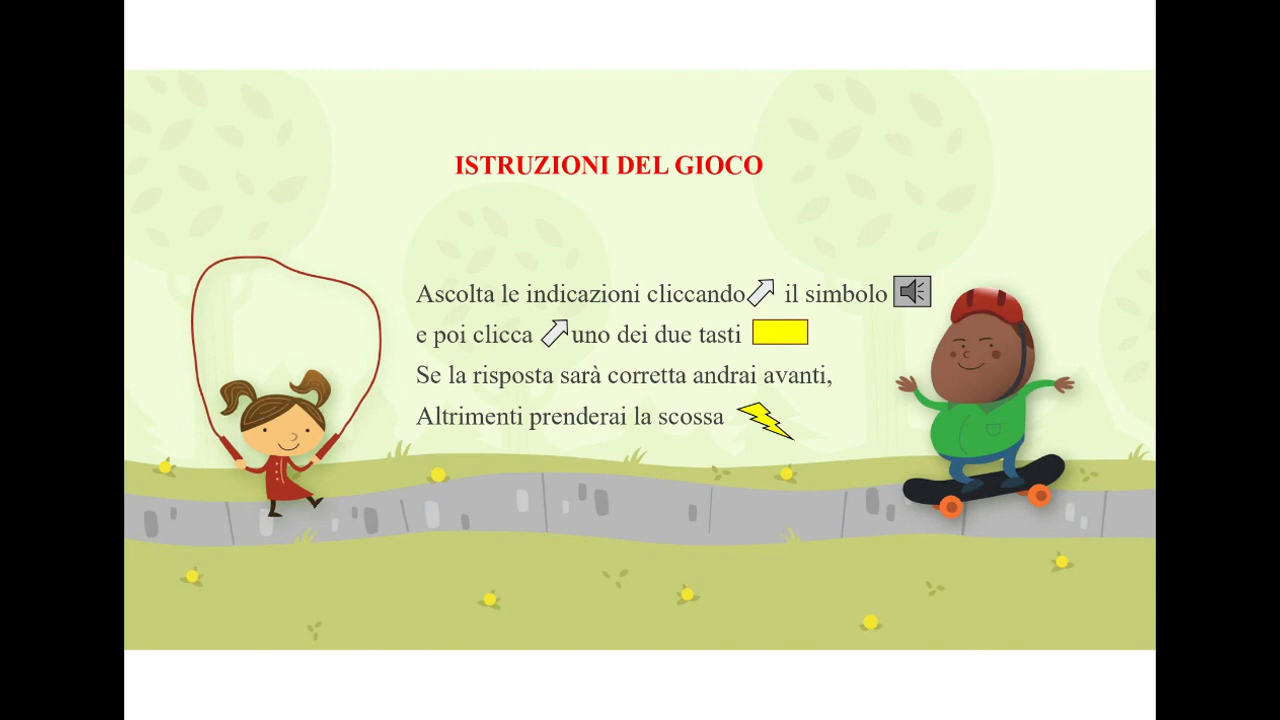 ISTRUZIONI DEL GIOCO
Ascolta le indicazioni cliccando il simbolo
e poi clicca uno dei due tasti
Se la risposta sarà corretta andrai avanti,
Altrimenti prenderai la scossa